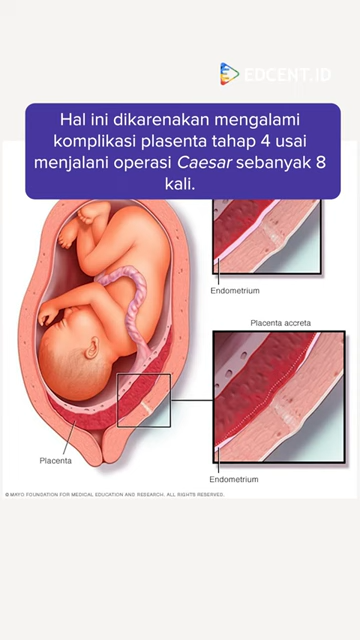 EDCENT.ID
Hal ini dikarenakan mengalami
komplikasi plasenta tahap 4 usai
menjalani operasi Caesar sebanyak 8
kali.
Endometrium
Placenta accreta
Placenta
Endometrium
© MAYO FOUNDATION FOR MEDICAL EDUCATION AND RESEARCH. ALL RIGHTS RESERVED.